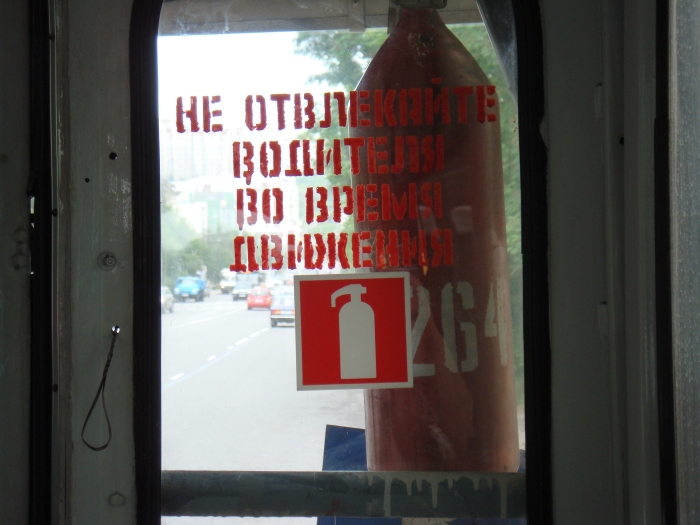 НЕ ОТВЛЕКАЙТЕ
ВОДИТЕЛЯ
ВО ВРЕМЯ
ДВИЖЕНИЯ
264